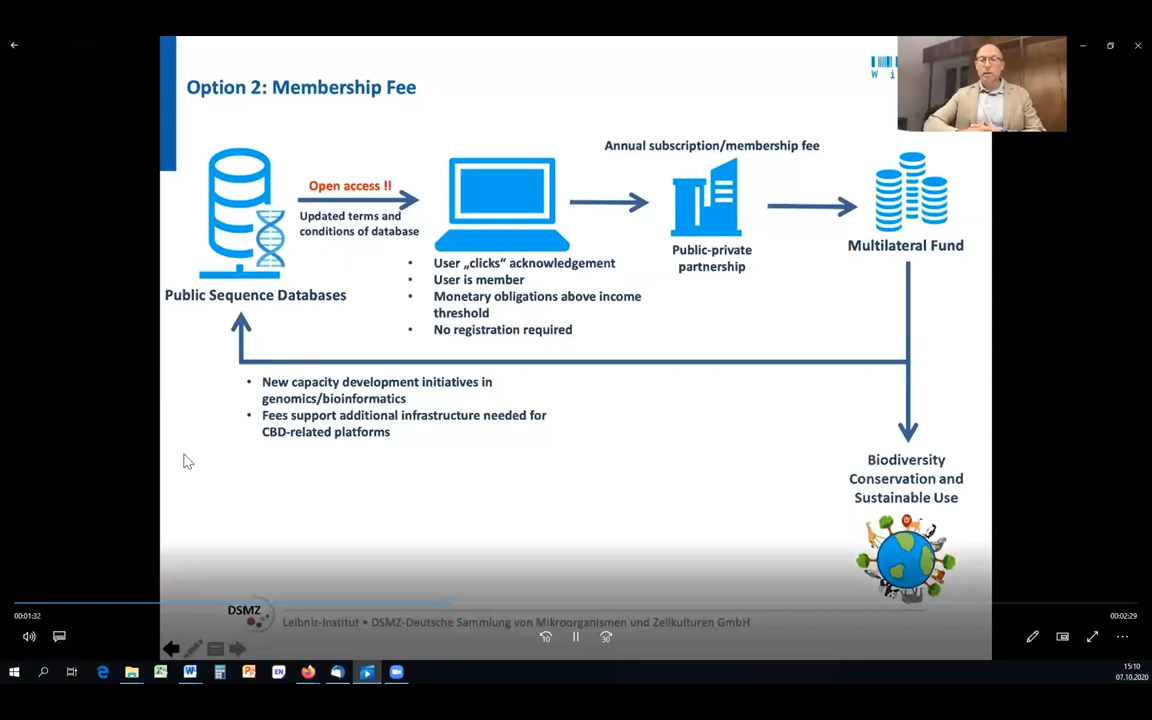 Option 2: Membership Fee
W i
Annual subscription/membership fee
Open access !!
Updated terms and
conditions of database
Public Sequence Databases
• User „clicks“ acknowledgement
• User is member
• Monetary obligations above income
threshold
• No registration required
Public-private
partnership
Multilateral Fund
• New capacity development initiatives in
genomics/bioinformatics
• Fees support additional infrastructure needed for
CBD-related platforms
Biodiversity
Conservation and
Sustainable Use
DSMZ
Leibniz-Institut • DSMZ-Deutsche Sammlung von Mikroorganismen und Zellkulturen GmbH
00:01:32
00:02:29
10
30
EN
15:10
07.10.2020